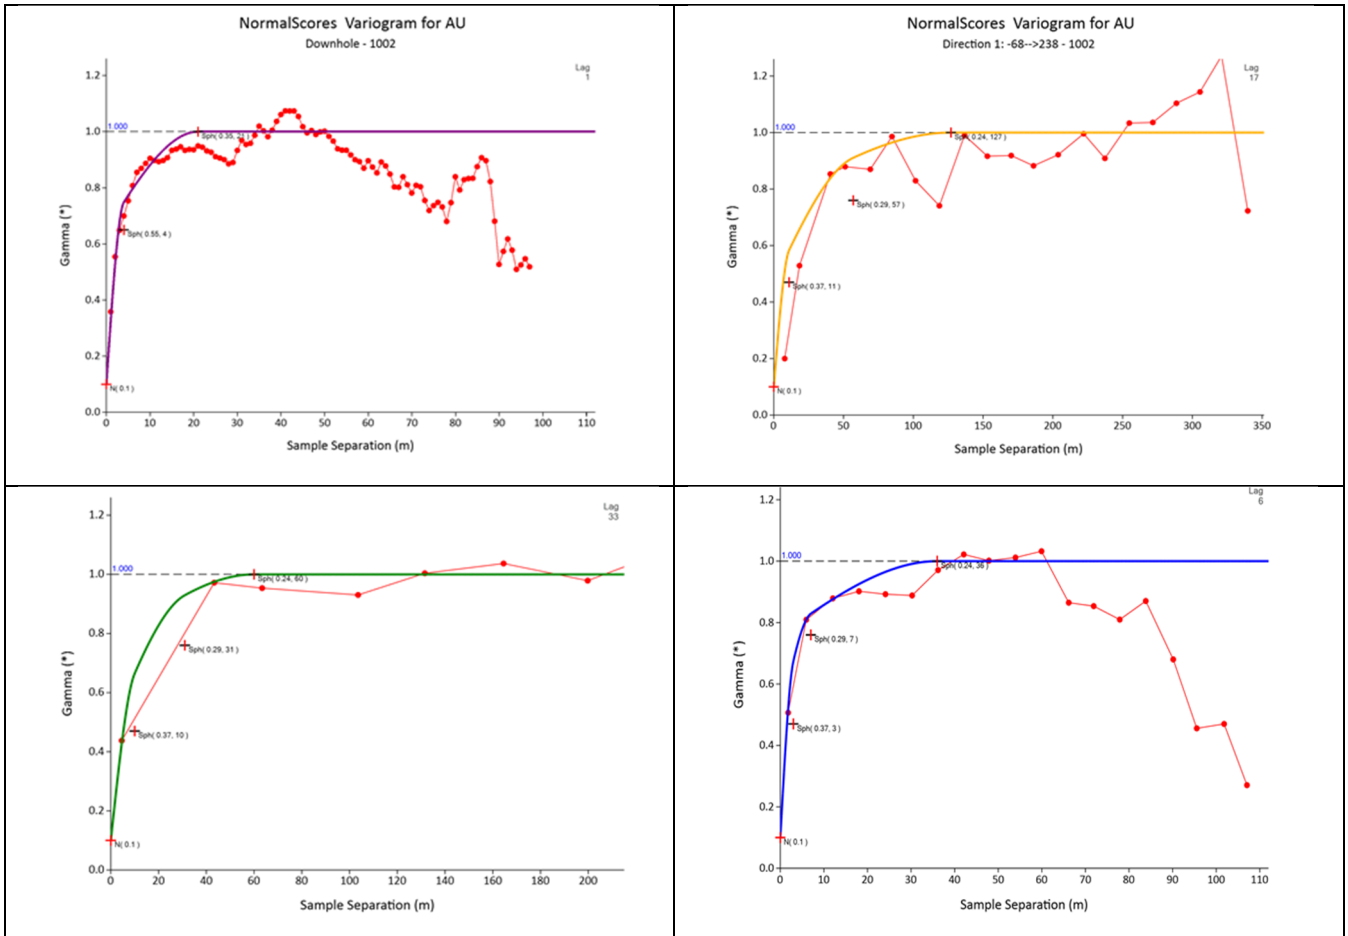 NormalScores Variogram for AU
Downhole - 1002
Lag
1
1.2
1.0
0.8
0.6
0.4
0.2
0.0
Gamma (*)
1.000
Sph( 0.35, 21 )
Sph( 0.55, 4 )
N( 0.1 )
0 10 20 30 40 50 60 70 80 90 100 110
Sample Separation (m)
NormalScores Variogram for AU
Direction 1: -68-->238 - 1002
Lag
17
1.2
1.0
0.8
0.6
0.4
0.2
0.0
Gamma (*)
1.000
Sph( 0.24, 127 )
Sph( 0.29, 57 )
Sph( 0.37, 11 )
N( 0.1 )
0 50 100 150 200 250 300 350
Sample Separation (m)
Lag
33
1.2
1.0
0.8
0.6
0.4
0.2
0.0
Gamma (*)
1.000
Sph( 0.24, 60 )
Sph( 0.29, 31 )
Sph( 0.37, 10 )
N( 0.1 )
0 20 40 60 80 100 120 140 160 180 200
Sample Separation (m)
Lag
6
1.2
1.0
0.8
0.6
0.4
0.2
0.0
Gamma (*)
1.000
Sph( 0.24, 36 )
Sph( 0.29, 7 )
Sph( 0.37, 3 )
N( 0.1 )
0 10 20 30 40 50 60 70 80 90 100 110
Sample Separation (m)